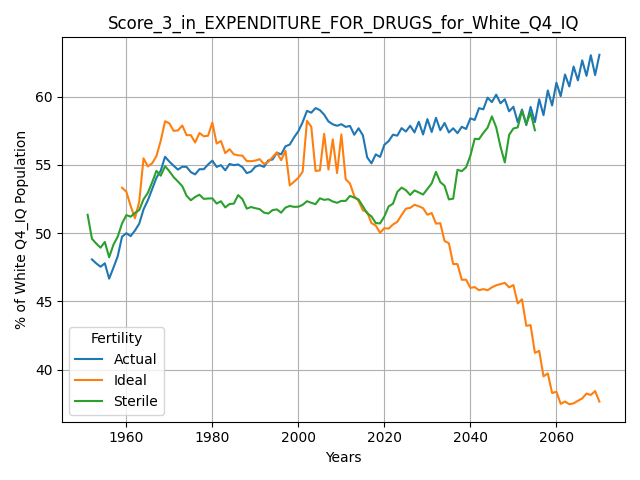 Score_3_in_EXPENDITURE_FOR_DRUGS_for_White_Q4_IQ
% of White Q4_IQ Population
60
55
50
45
40
Fertility
Actual
Ideal
Sterile
1960 1980 2000 2020 2040 2060
Years